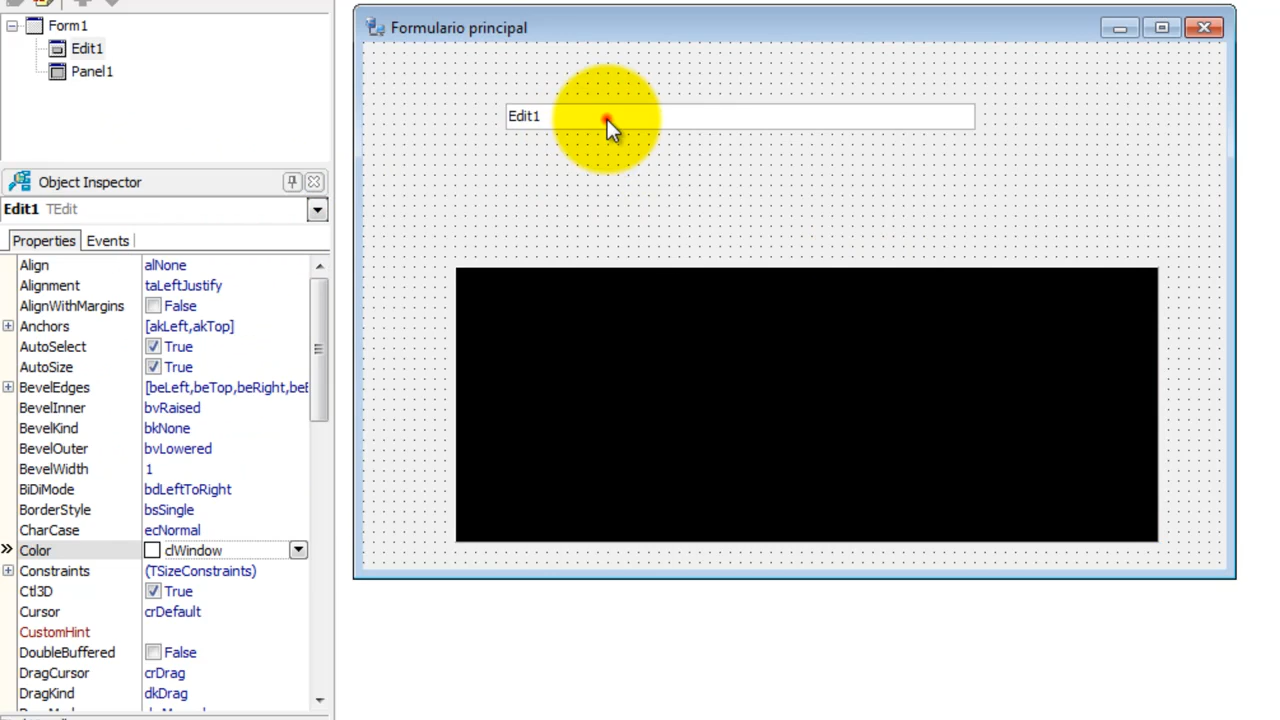 Form1
Edit1
Panel1
Object Inspector
Edit1 TEdit
Properties Events
Align alNone
Alignment taLeftJustify
AlignWithMargins False
Anchors [akLeft,akTop]
AutoSelect True
AutoSize True
BevelEdges [beLeft,beTop,beRight,beB
BevelInner bvRaised
BevelKind bkNone
BevelOuter bvLowered
BevelWidth 1
BiDiMode bdLeftToRight
BorderStyle bsSingle
CharCase ecNormal
Color clWindow
Constraints (TSizeConstraints)
Ctl3D True
Cursor crDefault
CustomHint
DoubleBuffered False
DragCursor crDrag
DragKind dkDrag
Formulario principal
Edit1